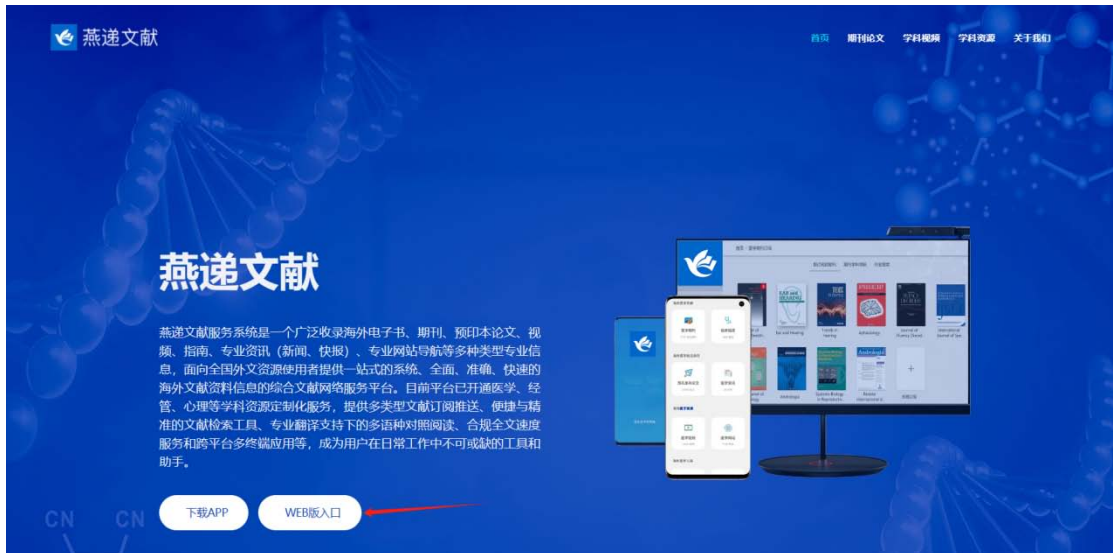 燕递文献
首页 期刊论文 学科视频 学科资源 关于我们
燕递文献
燕递文献服务系统是一个广泛收录海外电子书、期刊、预印本论文、视
频、指南、专业资讯（新闻、快报）、专业网站导航等多种类型专业信
息，面向全国外文资源使用者提供一站式的系统、全面、准确、快速的
海外文献资料信息的综合文献网络服务平台。目前平台已开通医学、经
管、心理等学科资源定制化服务，提供多类型文献订阅推送、便捷与精
准的文献检索工具、专业翻译支持下的多语种对照阅读、合规全文速度
服务和跨平台多终端应用等，成为用户在日常工作中不可或缺的工具和
助手。
下载APP WEB版入口
CN CN